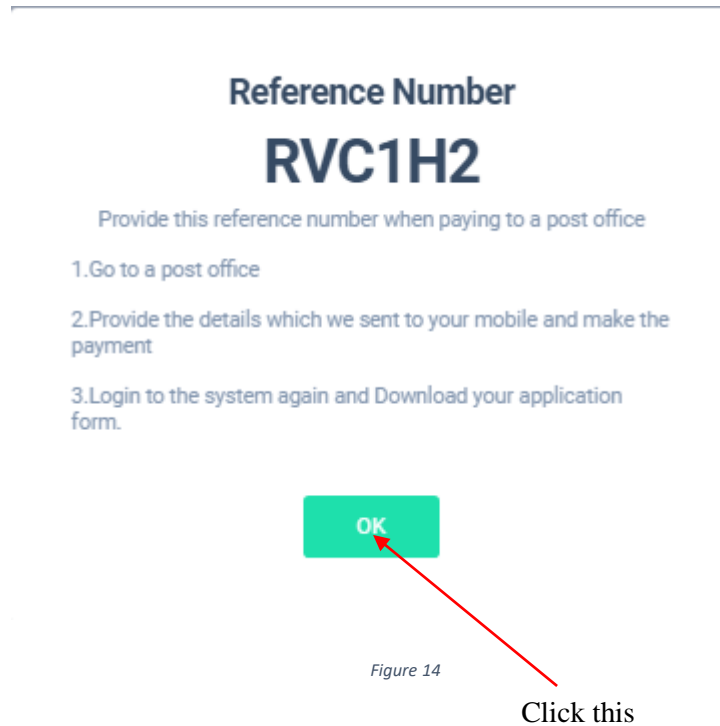 Reference Number
RVC1H2
Provide this reference number when paying to a post office
1.Go to a post office
2.Provide the details which we sent to your mobile and make the
payment
3.Login to the system again and Download your application
form.
OK
Figure 14
Click this